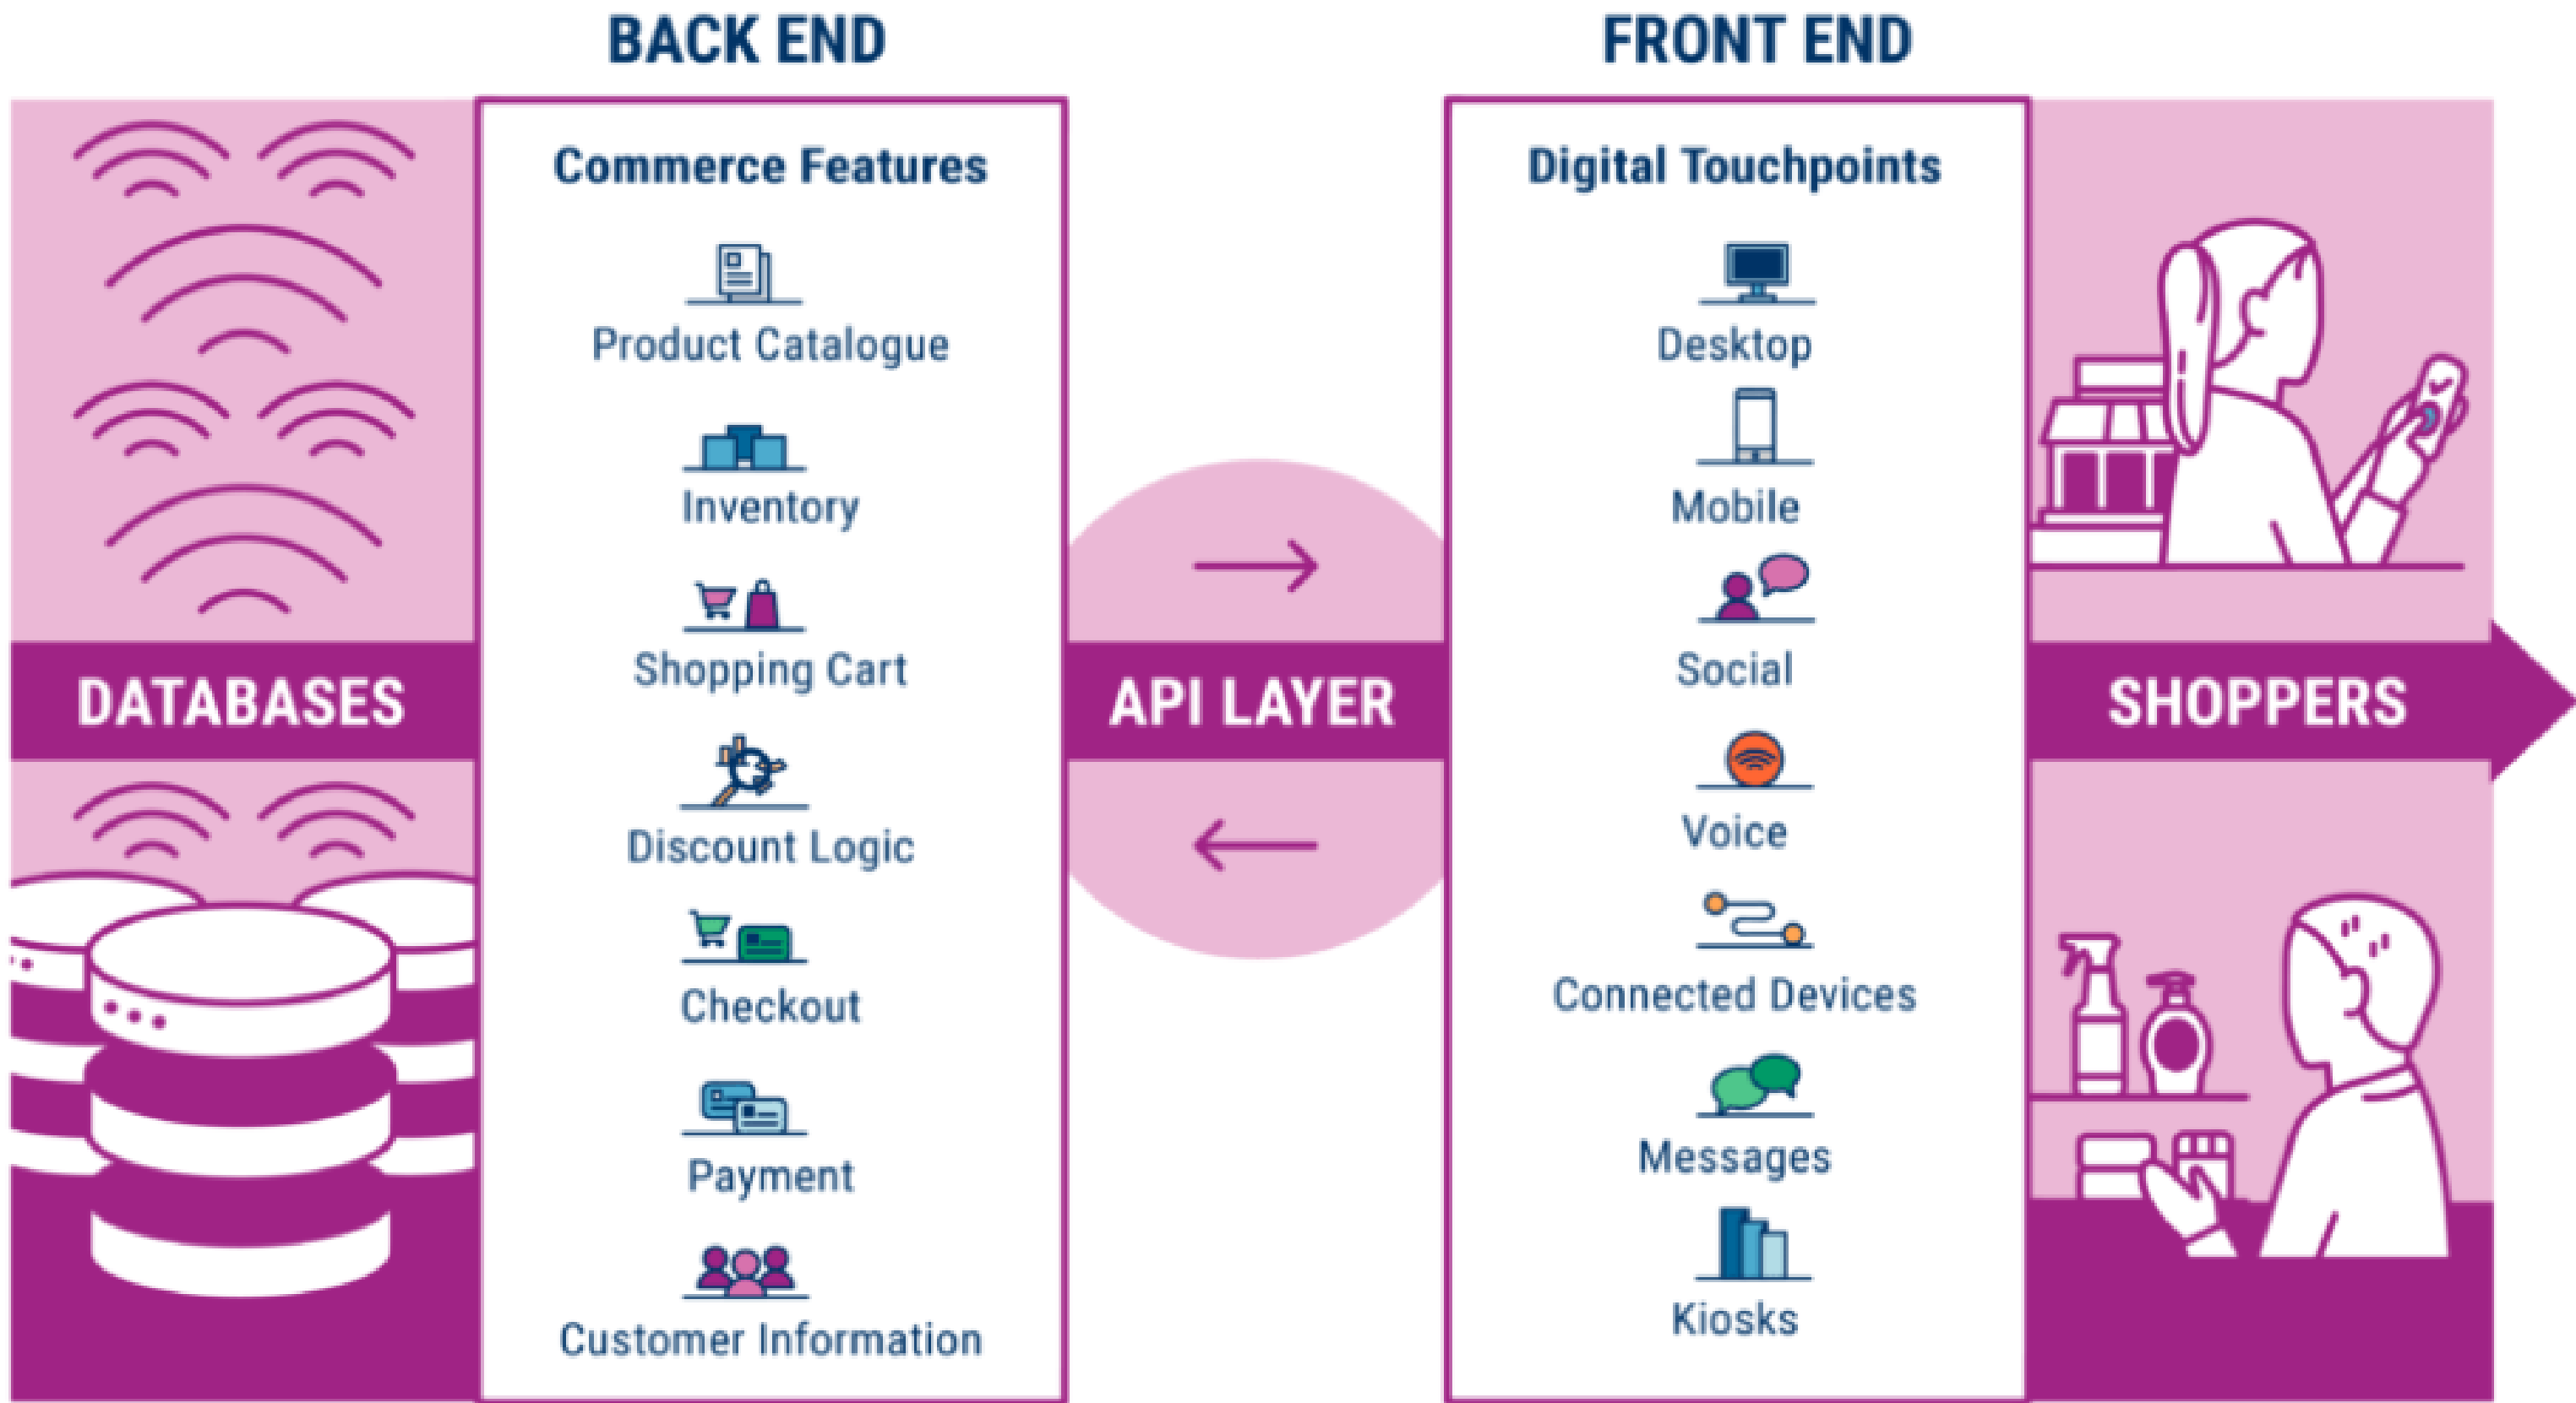 BACK END
FRONT END
DATABASES
Commerce Features
Product Catalogue
Inventory
Shopping Cart
Discount Logic
Checkout
Payment
Customer Information
API LAYER
Digital Touchpoints
Desktop
Mobile
Social
Voice
Connected Devices
Messages
Kiosks
SHOPPERS